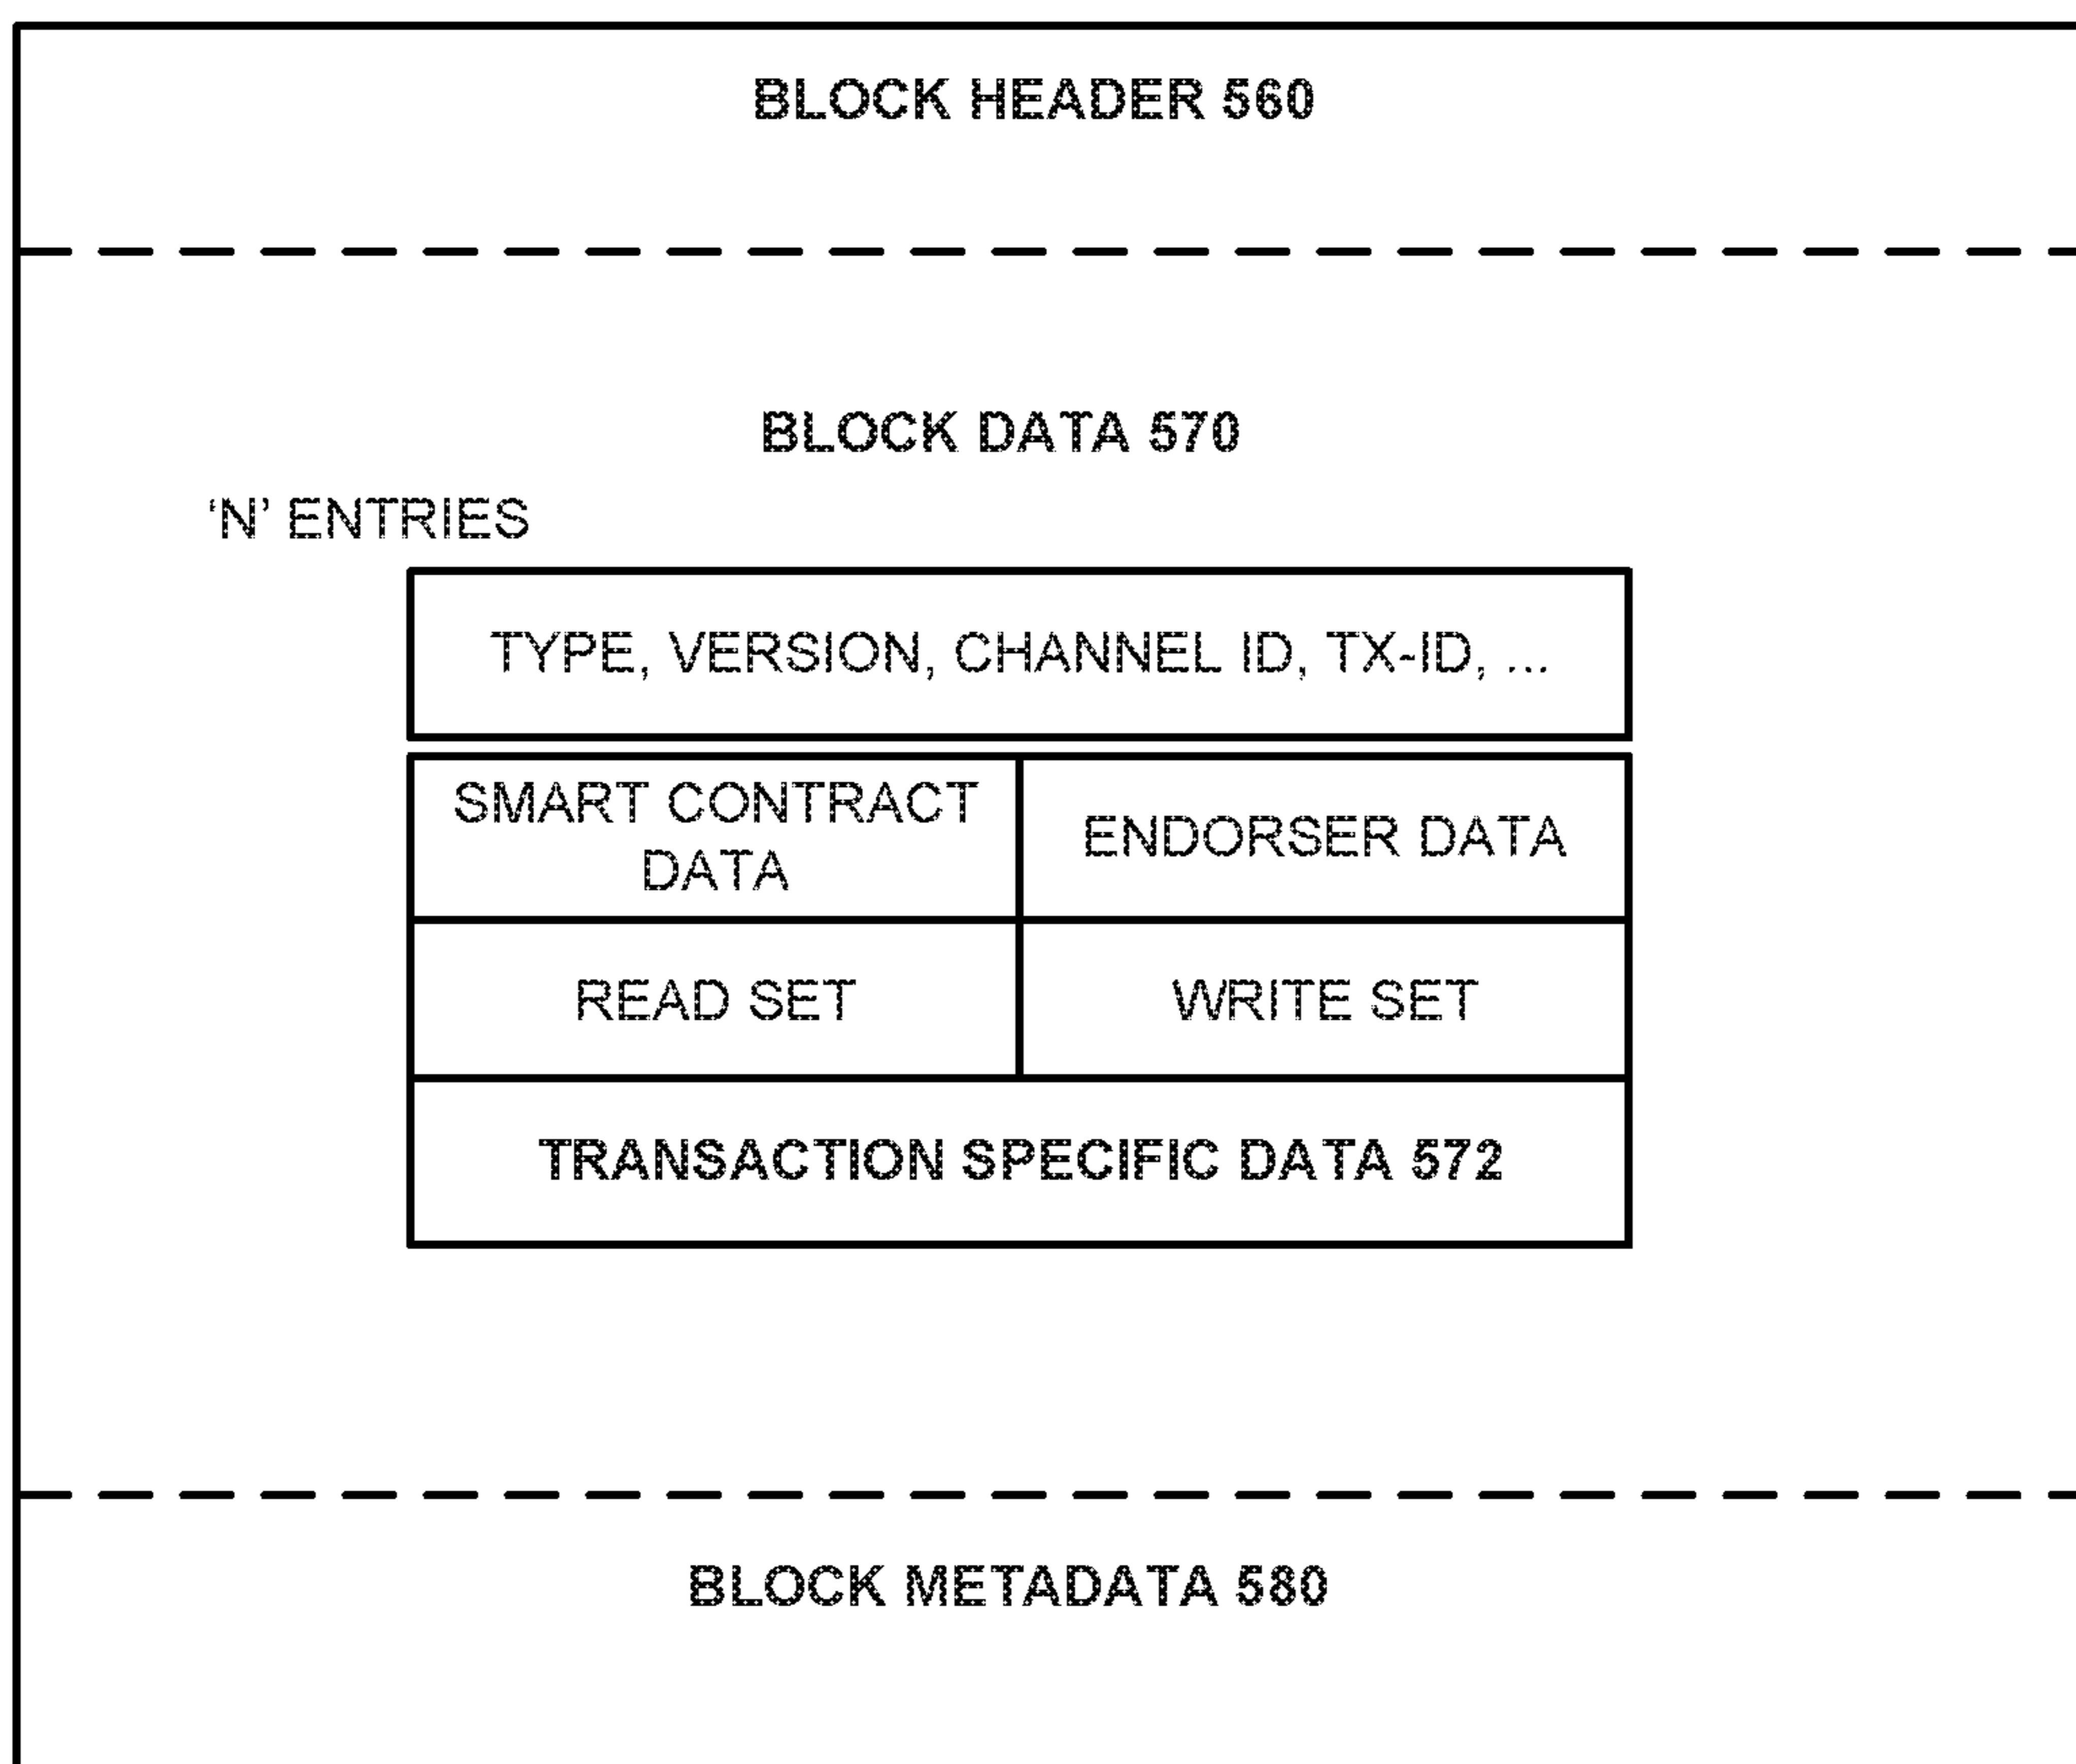 BLOCK HEADER 560
BLOCK DATA 570
‘N’ ENTRIES
TYPE, VERSION, CHANNEL ID, TX-ID, ...
SMART CONTRACT
DATA
ENDORSER DATA
READ SET
WRITE SET
TRANSACTION SPECIFIC DATA 572
BLOCK METADATA 580